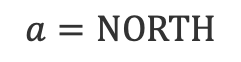 a = NORTH